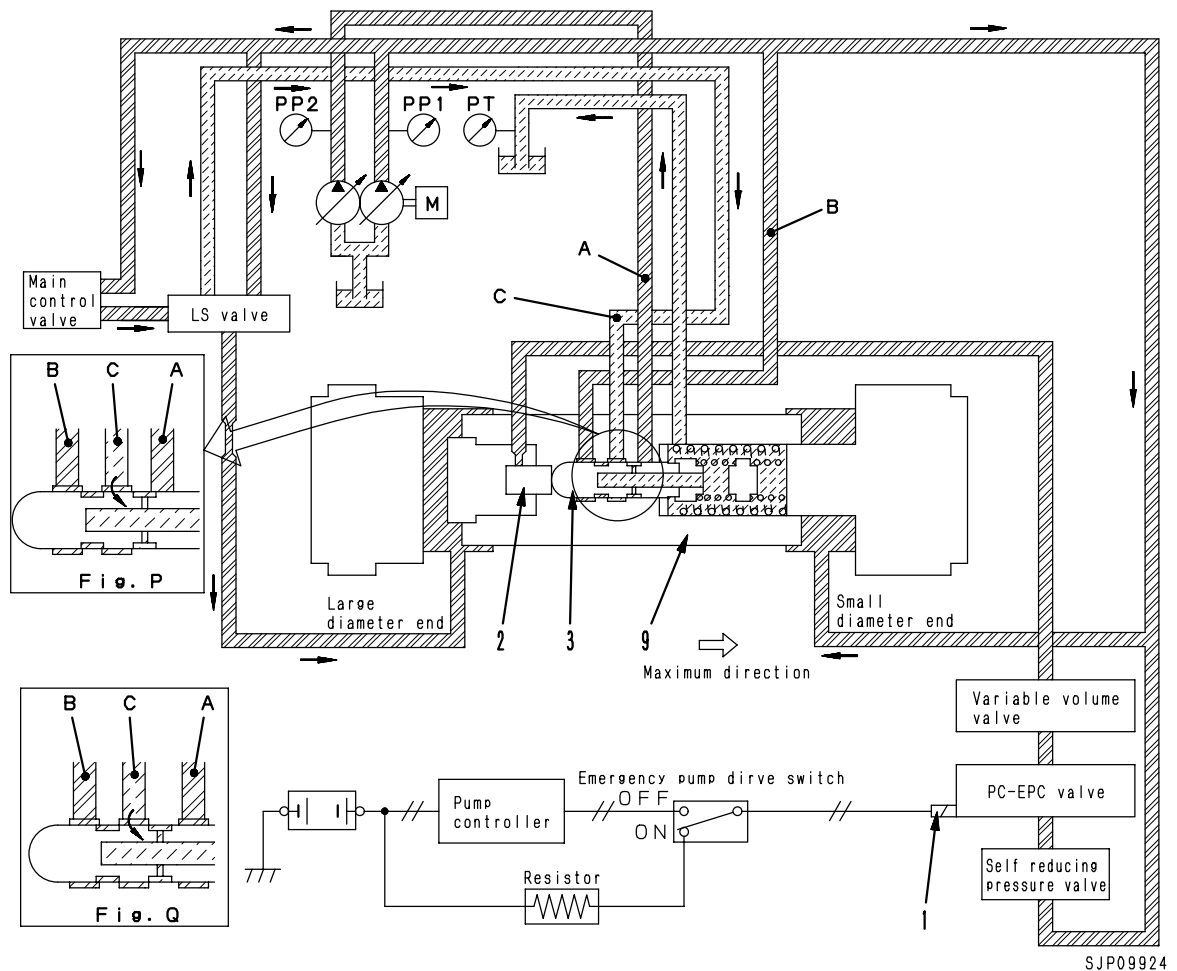 PP2
PP1
PT
M
B
A
C
Main
control
valve
LS valve
B
C
A
Fig. P
Large
diameter end
2
3
9
Small
diameter end
Maximum direction
B
C
A
Fig. Q
Variable volume
valve
PC-EPC valve
Self reducing
pressure valve
Emergency pump dirve switch
OFF
ON
Pump
controller
Resistor
1
SJP09924